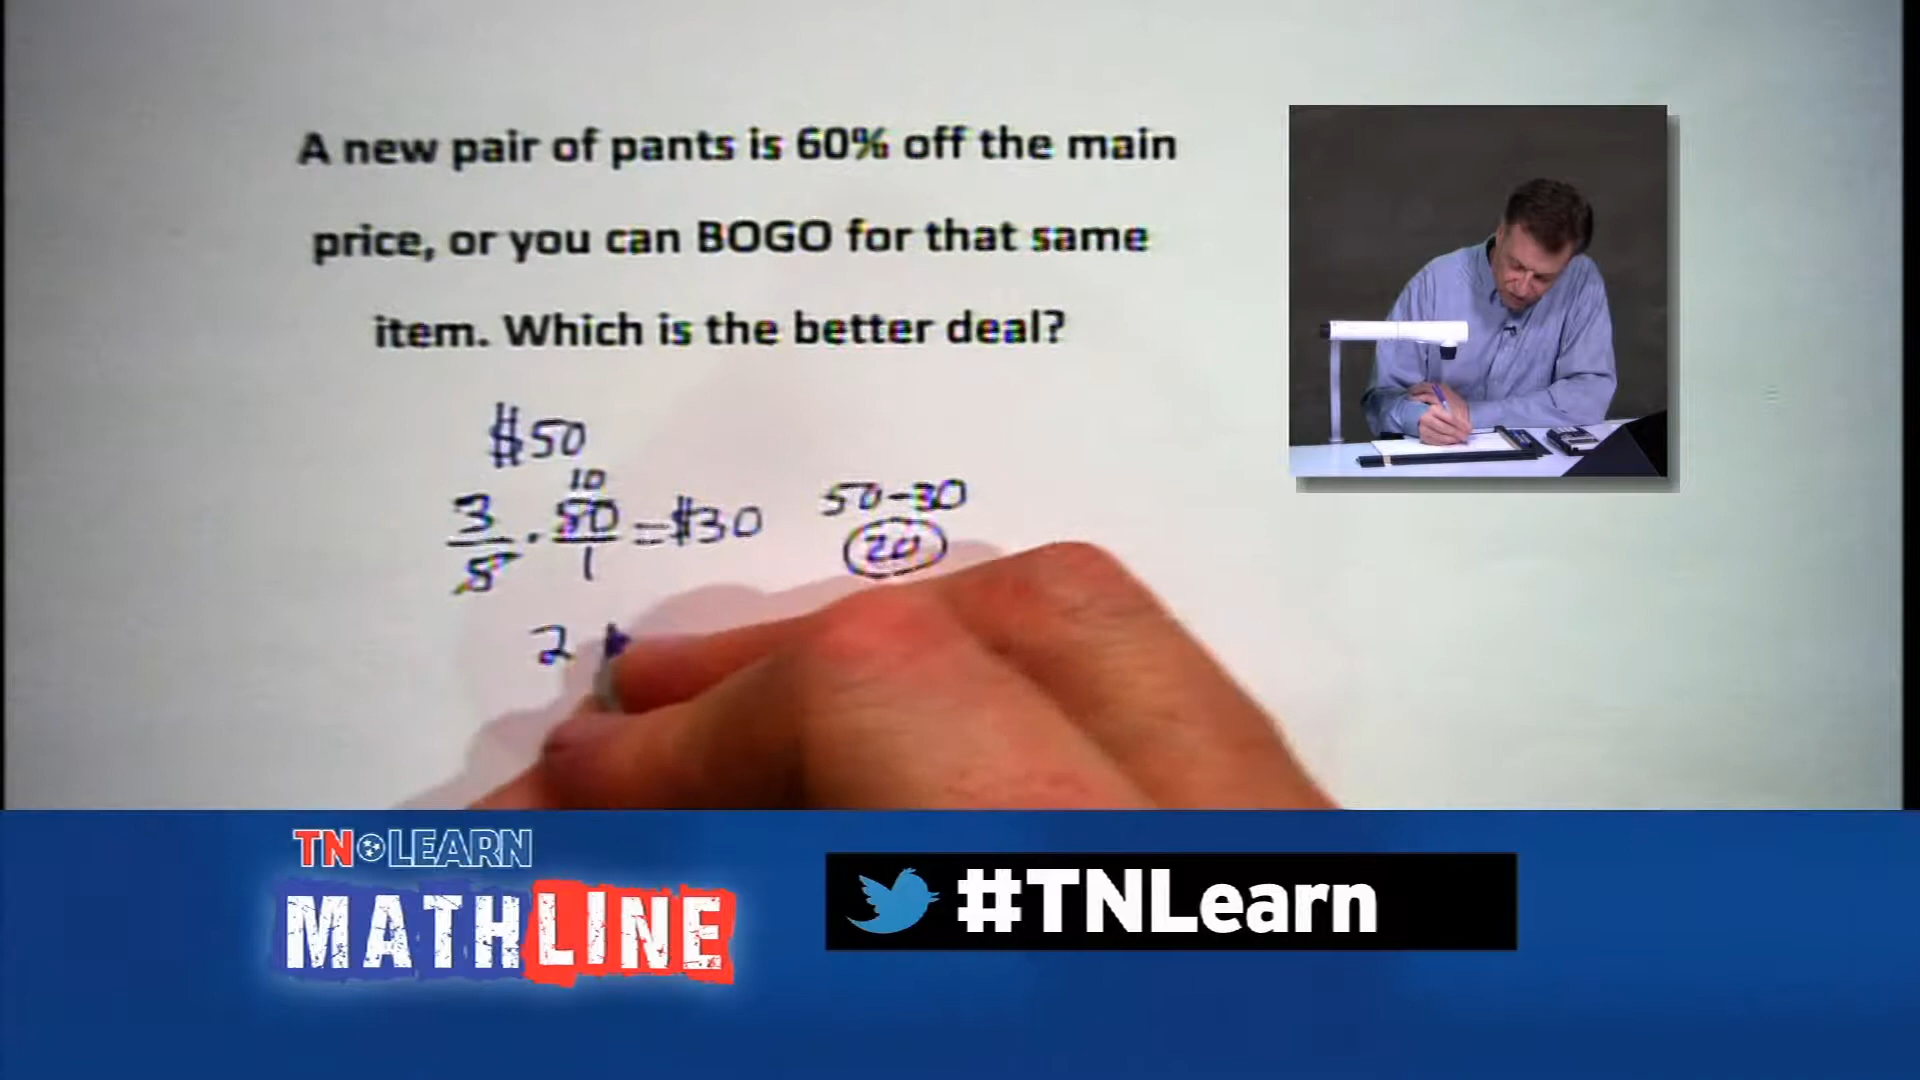 A new pair of pants is 60% off the main
price, or you can BOGO for that same
item. Which is the better deal?
$50
10
3/5 · 50/1 = $30
50-30
20
2
TN LEARN
MATHLINE
#TNLearn